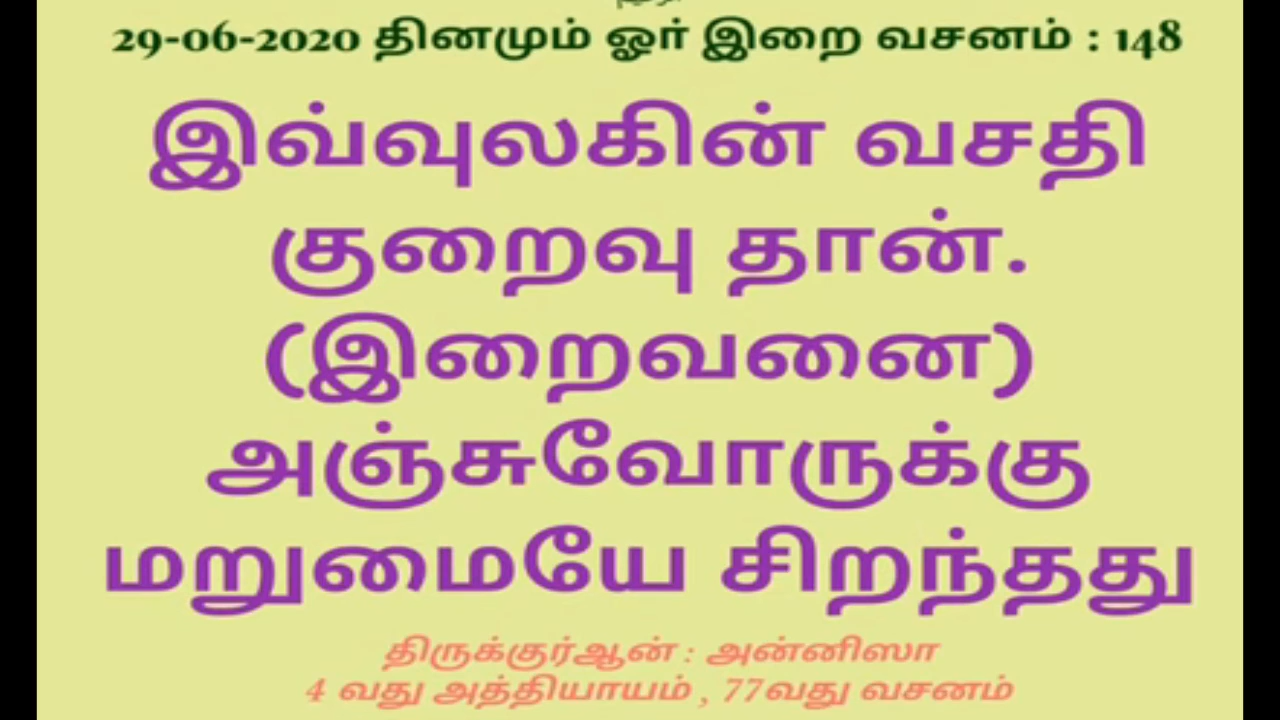 29-06-2020 தினமும் ஓர் இறை வசனம் : 148
இவ்வுலகின் வசதி
குறைவு தான்.
(இறைவனை)
அஞ்சுவோருக்கு
மறுமையே சிறந்தது
திருக்குர்ஆன் : அன்னிஸா
4 வது அத்தியாயம் , 77வது வசனம்